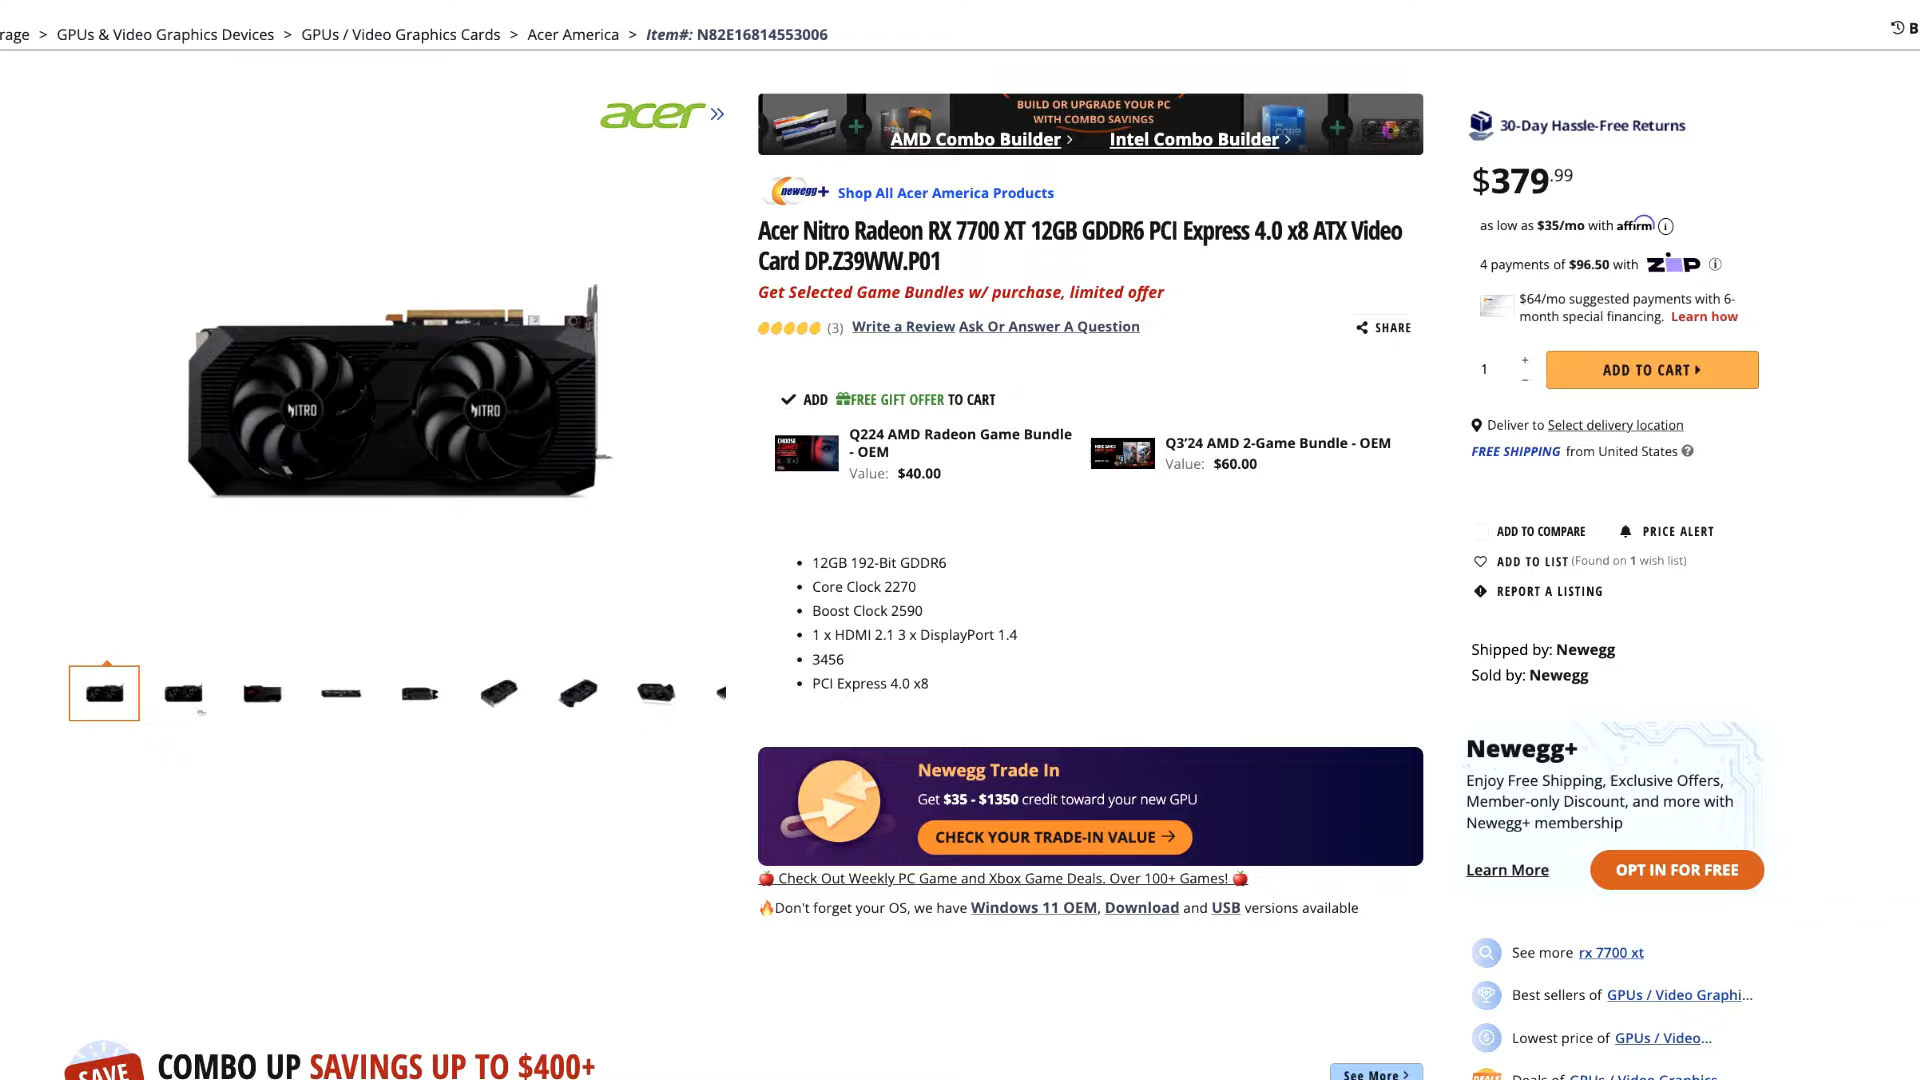 rage > GPUs & Video Graphics Devices > GPUs / Video Graphics Cards > Acer America > Item#: N82E16814553006
B
acer
BUILD OR UPGRADE YOUR PC
WITH COMBO SAVINGS
AMD Combo Builder
Intel Combo Builder
newegg+ Shop All Acer America Products
Acer Nitro Radeon RX 7700 XT 12GB GDDR6 PCI Express 4.0 x8 ATX Video
Card DP.Z39WW.P01
Get Selected Game Bundles w/ purchase, limited offer
(3) Write a Review Ask Or Answer A Question
SHARE
ADD FREE GIFT OFFER TO CART
Q224 AMD Radeon Game Bundle
- OEM
Value: $40.00
Q3’24 AMD 2-Game Bundle - OEM
Value: $60.00
NITRO NITRO
12GB 192-Bit GDDR6
Core Clock 2270
Boost Clock 2590
1 x HDMI 2.1 3 x DisplayPort 1.4
3456
PCI Express 4.0 x8
Newegg Trade In
Get $35 - $1350 credit toward your new GPU
CHECK YOUR TRADE-IN VALUE
Check Out Weekly PC Game and Xbox Game Deals. Over 100+ Games!
Don't forget your OS, we have Windows 11 OEM, Download and USB versions available
30-Day Hassle-Free Returns
$379.99
as low as $35/mo with affirm
4 payments of $96.50 with ZIP
$64/mo suggested payments with 6-
month special financing. Learn how
1 + −
ADD TO CART
Deliver to Select delivery location
FREE SHIPPING from United States
ADD TO COMPARE
PRICE ALERT
ADD TO LIST (Found on 1 wish list)
REPORT A LISTING
Shipped by: Newegg
Sold by: Newegg
Newegg+
Enjoy Free Shipping, Exclusive Offers,
Member-only Discount, and more with
Newegg+ membership
Learn More
OPT IN FOR FREE
See more rx 7700 xt
Best sellers of GPUs / Video Graphi...
Lowest price of GPUs / Video...
Deals of GPUs / Video Graphics
SAVE
COMBO UP SAVINGS UP TO $400+
See More